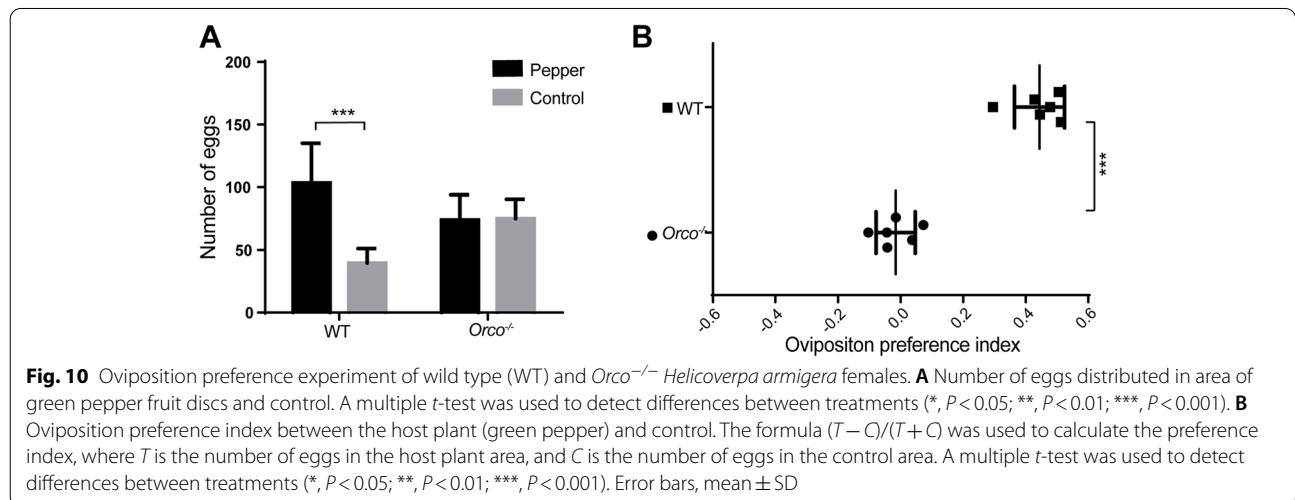 A
B
200
150
100
50
0
Number of eggs
***
Pepper
Control
WT
Orco-/-
WT
Orco-/-
***
-0.6
-0.4
-0.2
0.0
0.2
0.4
0.6
Ovipositon preference index
Fig. 10 Oviposition preference experiment of wild type (WT) and Orco−/− Helicoverpa armigera females. A Number of eggs distributed in area of
green pepper fruit discs and control. A multiple t-test was used to detect differences between treatments (*, P < 0.05; **, P < 0.01; ***, P < 0.001). B
Oviposition preference index between the host plant (green pepper) and control. The formula (T − C)/(T + C) was used to calculate the preference
index, where T is the number of eggs in the host plant area, and C is the number of eggs in the control area. A multiple t-test was used to detect
differences between treatments (*, P < 0.05; **, P < 0.01; ***, P < 0.001). Error bars, mean ± SD